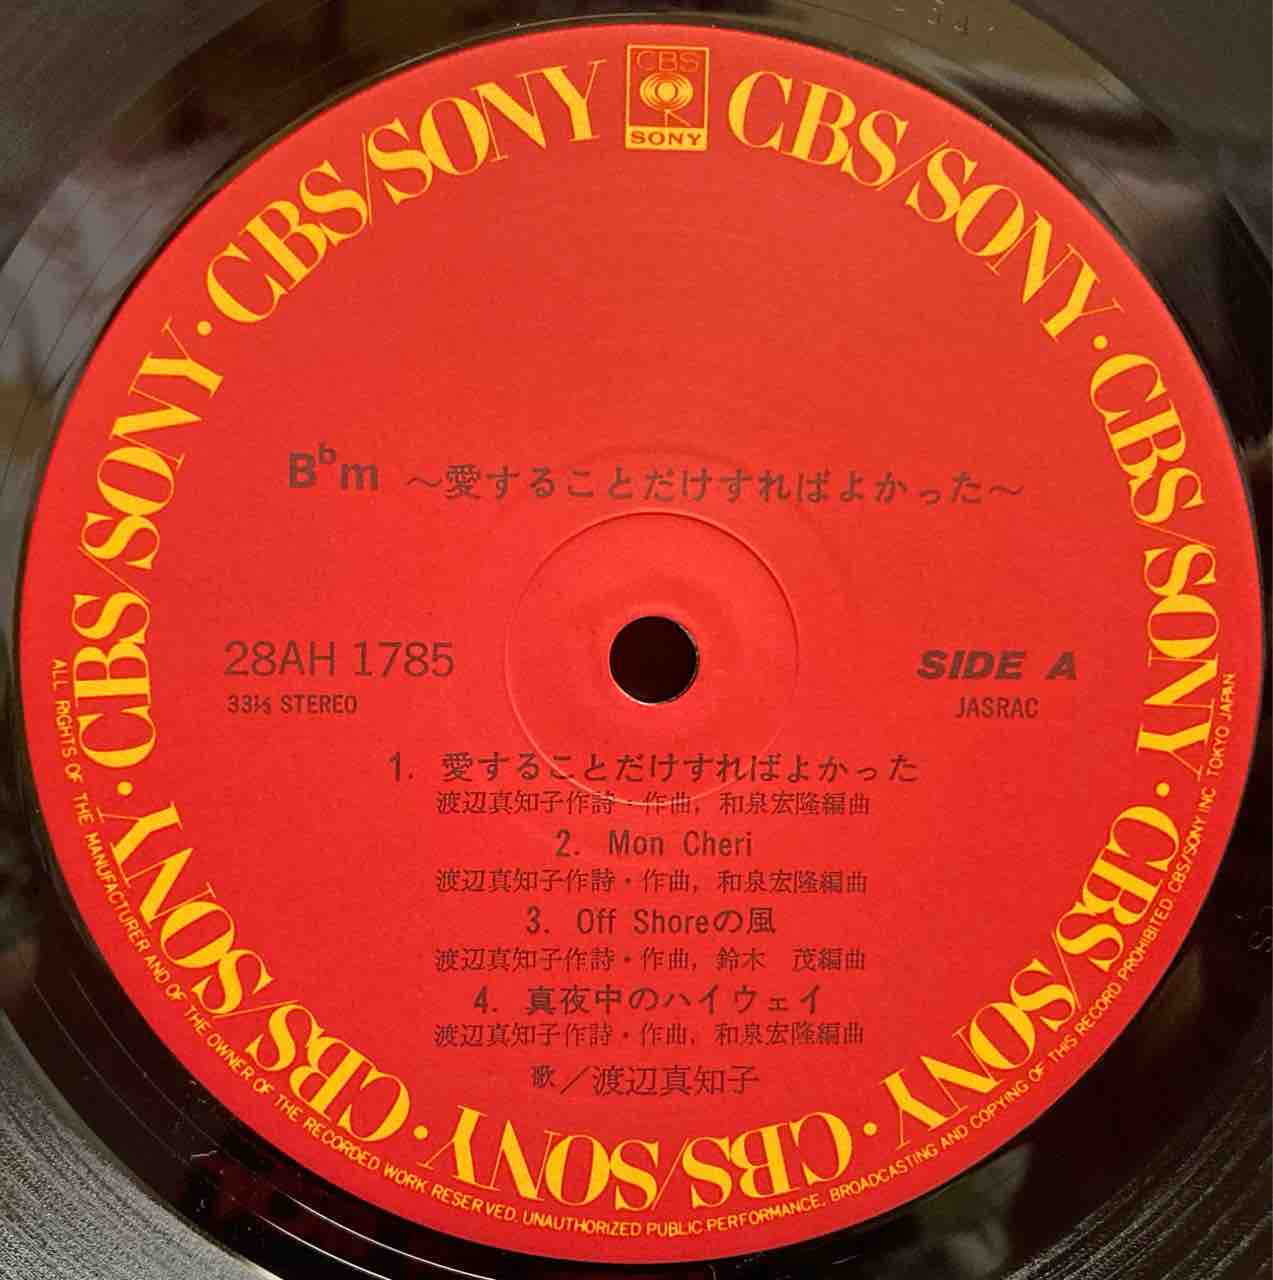 CBS
SONY
CBS/SONY · CBS/SONY · CBS/SONY · CBS/SONY · CBS/SONY · CBS/SONY · CBS/SONY · CBS/SONY
B♭m 〜愛することだけすればよかった〜
28AH 1785
33⅓ STEREO
SIDE A
JASRAC
1. 愛することだけすればよかった
渡辺真知子作詩・作曲, 和泉宏隆編曲
2. Mon Cheri
渡辺真知子作詩・作曲, 和泉宏隆編曲
3. Off Shoreの風
渡辺真知子作詩・作曲, 鈴木 茂編曲
4. 真夜中のハイウェイ
渡辺真知子作詩・作曲, 和泉宏隆編曲
歌／渡辺真知子
ALL RIGHTS OF THE MANUFACTURER AND OF THE OWNER OF THE RECORDED WORK RESERVED. UNAUTHORIZED PUBLIC PERFORMANCE, BROADCASTING AND COPYING OF THIS RECORD PROHIBITED. CBS/SONY INC. TOKYO JAPAN